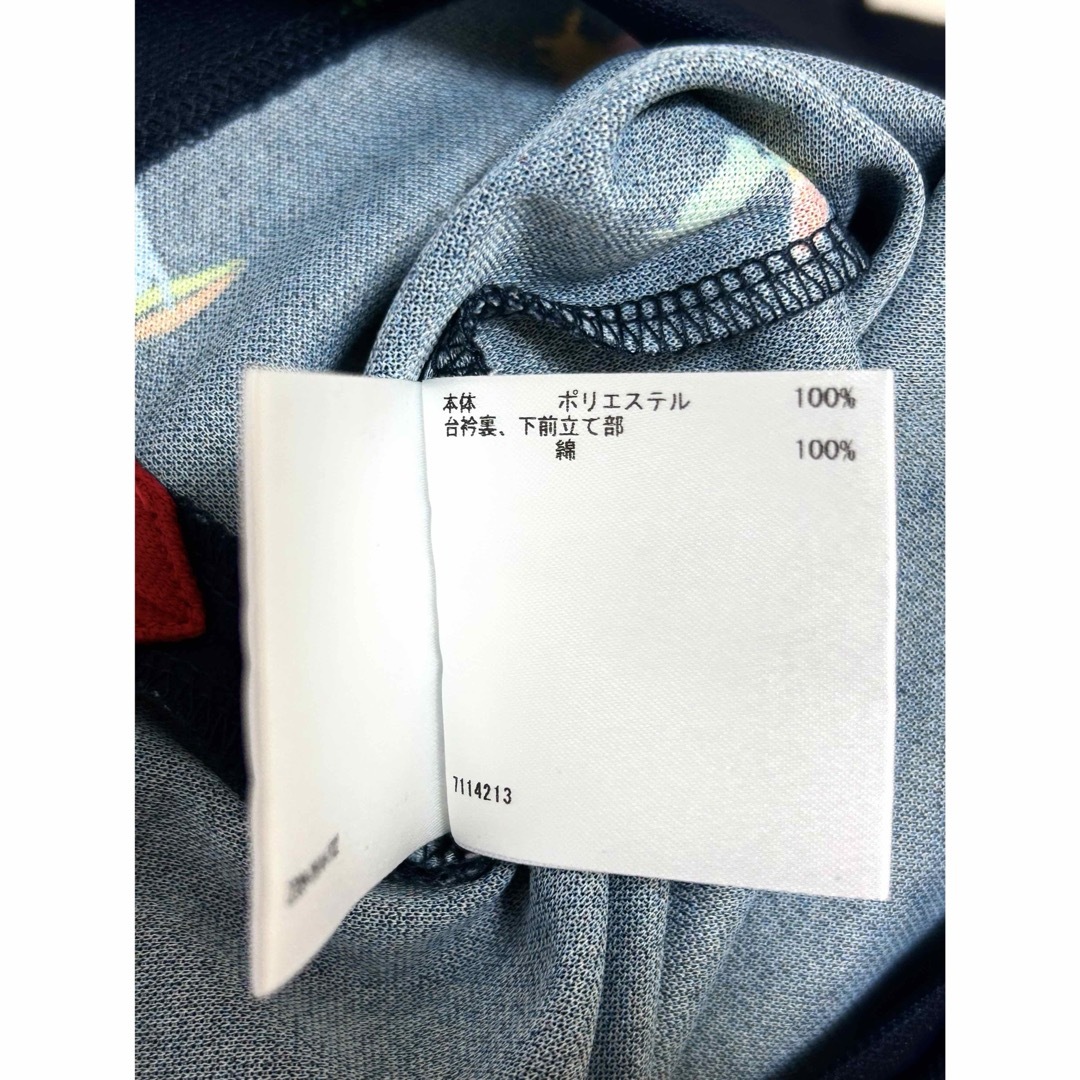 本体 ポリエステル 100%
台衿裏、下前立て部
綿 100%
7114213